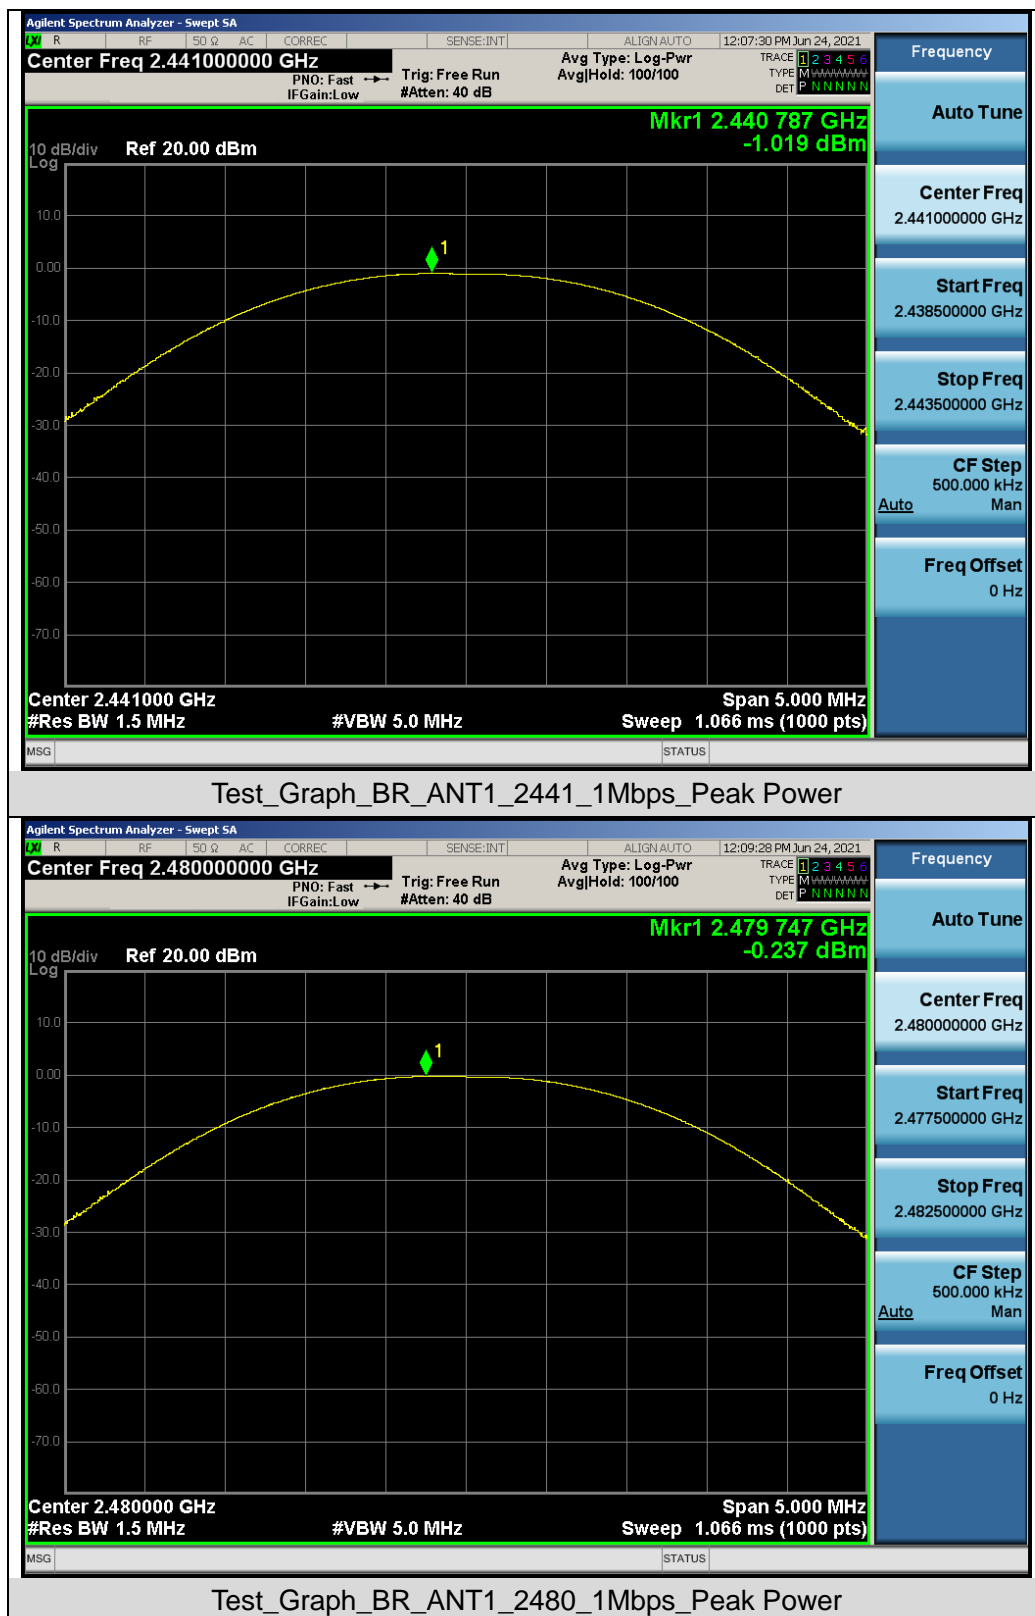 Agilent Spectrum Analyzer - Swept SA
LXI R RF 50 Ω AC CORREC SENSE:INT ALIGN AUTO 12:07:30 PM Jun 24, 2021
Center Freq 2.441000000 GHz
PNO: Fast
IFGain:Low
Trig: Free Run
#Atten: 40 dB
Avg Type: Log-Pwr
Avg|Hold: 100/100
TRACE 1 2 3 4 5 6
TYPE M WWWWW
DET P N N N N N
Mkr1 2.440 787 GHz
-1.019 dBm
10 dB/div Ref 20.00 dBm
Log
10.0
1
0.00
-10.0
-20.0
-30.0
-40.0
-50.0
-60.0
-70.0
Center 2.441000 GHz Span 5.000 MHz
#Res BW 1.5 MHz #VBW 5.0 MHz Sweep 1.066 ms (1000 pts)
MSG STATUS
Frequency
Auto Tune
Center Freq
2.441000000 GHz
Start Freq
2.438500000 GHz
Stop Freq
2.443500000 GHz
CF Step
500.000 kHz
Auto Man
Freq Offset
0 Hz
Test_Graph_BR_ANT1_2441_1Mbps_Peak Power
Agilent Spectrum Analyzer - Swept SA
LXI R RF 50 Ω AC CORREC SENSE:INT ALIGN AUTO 12:09:28 PM Jun 24, 2021
Center Freq 2.480000000 GHz
PNO: Fast
IFGain:Low
Trig: Free Run
#Atten: 40 dB
Avg Type: Log-Pwr
Avg|Hold: 100/100
TRACE 1 2 3 4 5 6
TYPE M WWWWW
DET P N N N N N
Mkr1 2.479 747 GHz
-0.237 dBm
10 dB/div Ref 20.00 dBm
Log
10.0
1
0.00
-10.0
-20.0
-30.0
-40.0
-50.0
-60.0
-70.0
Center 2.480000 GHz Span 5.000 MHz
#Res BW 1.5 MHz #VBW 5.0 MHz Sweep 1.066 ms (1000 pts)
MSG STATUS
Frequency
Auto Tune
Center Freq
2.480000000 GHz
Start Freq
2.477500000 GHz
Stop Freq
2.482500000 GHz
CF Step
500.000 kHz
Auto Man
Freq Offset
0 Hz
Test_Graph_BR_ANT1_2480_1Mbps_Peak Power